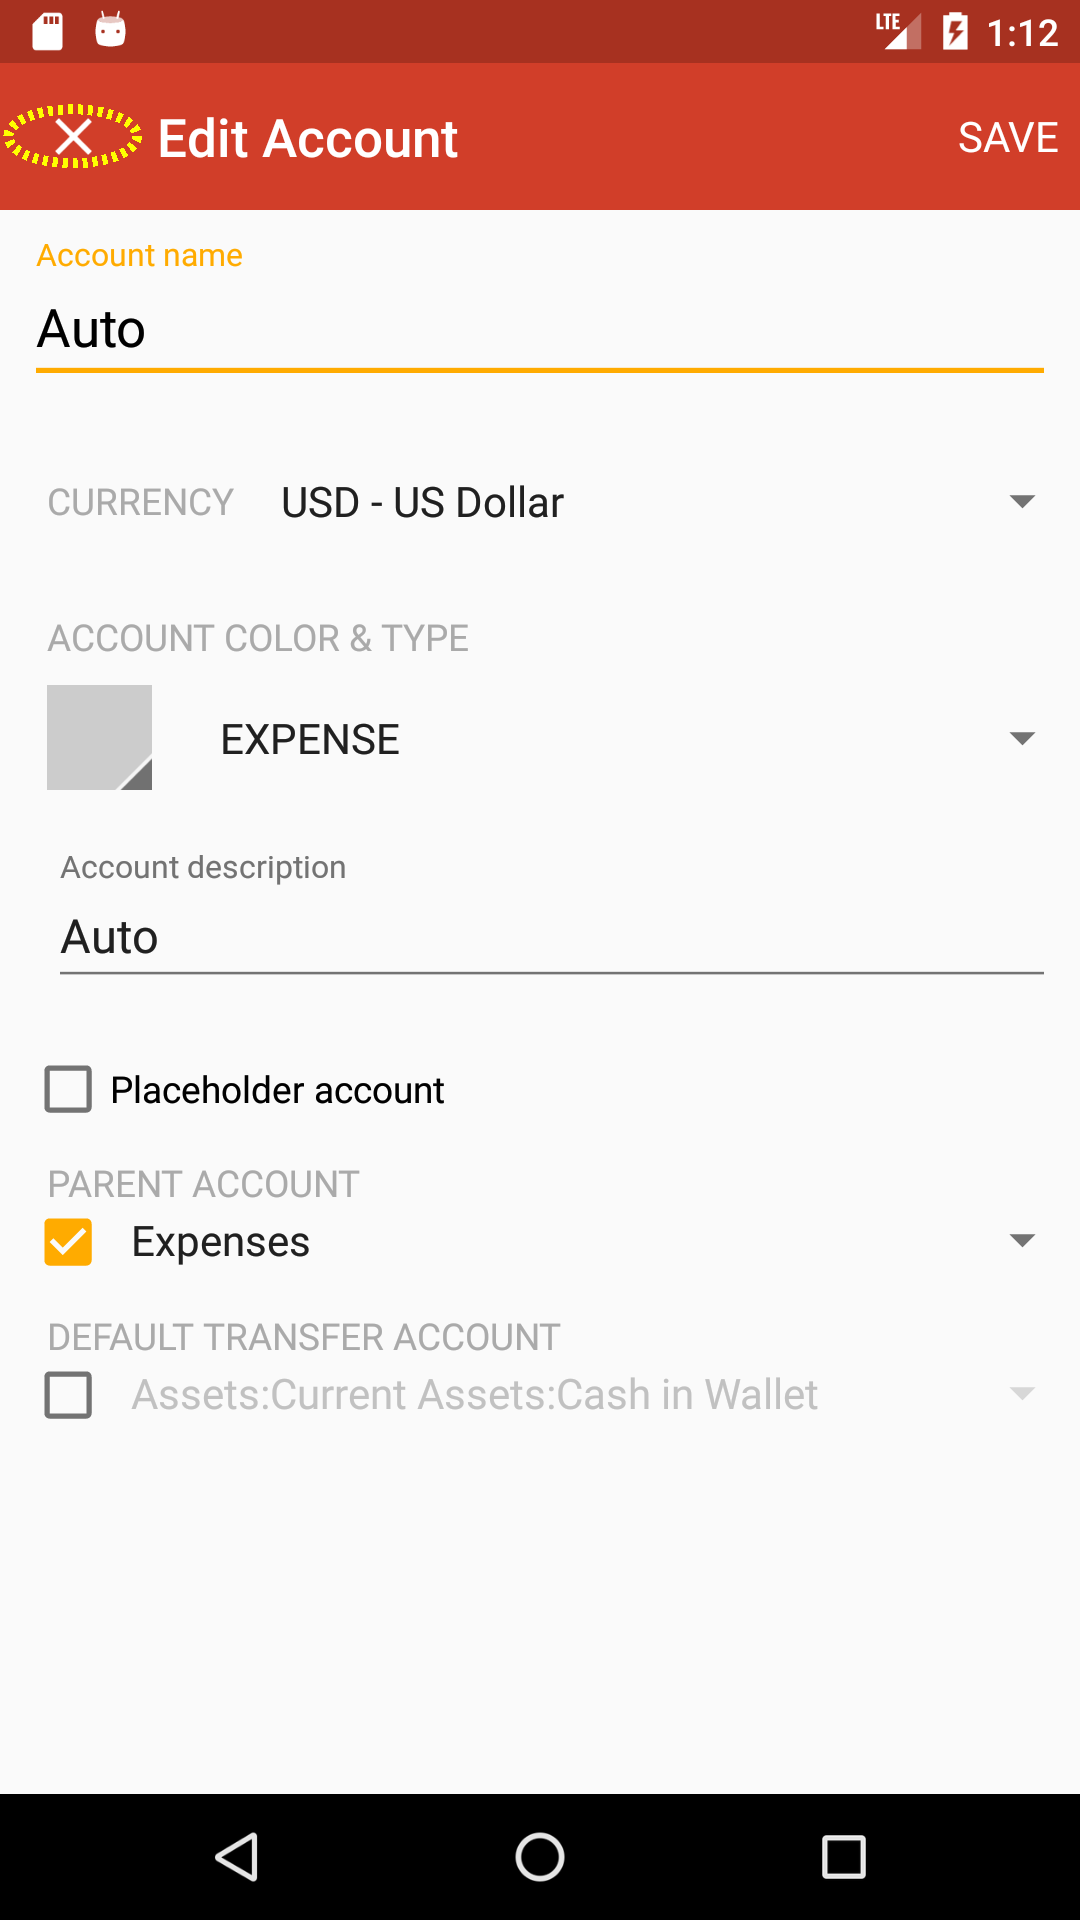 LTE 1:12
Edit Account SAVE
Account name
Auto
CURRENCY USD - US Dollar
ACCOUNT COLOR & TYPE
EXPENSE
Account description
Auto
Placeholder account
PARENT ACCOUNT
Expenses
DEFAULT TRANSFER ACCOUNT
Assets:Current Assets:Cash in Wallet